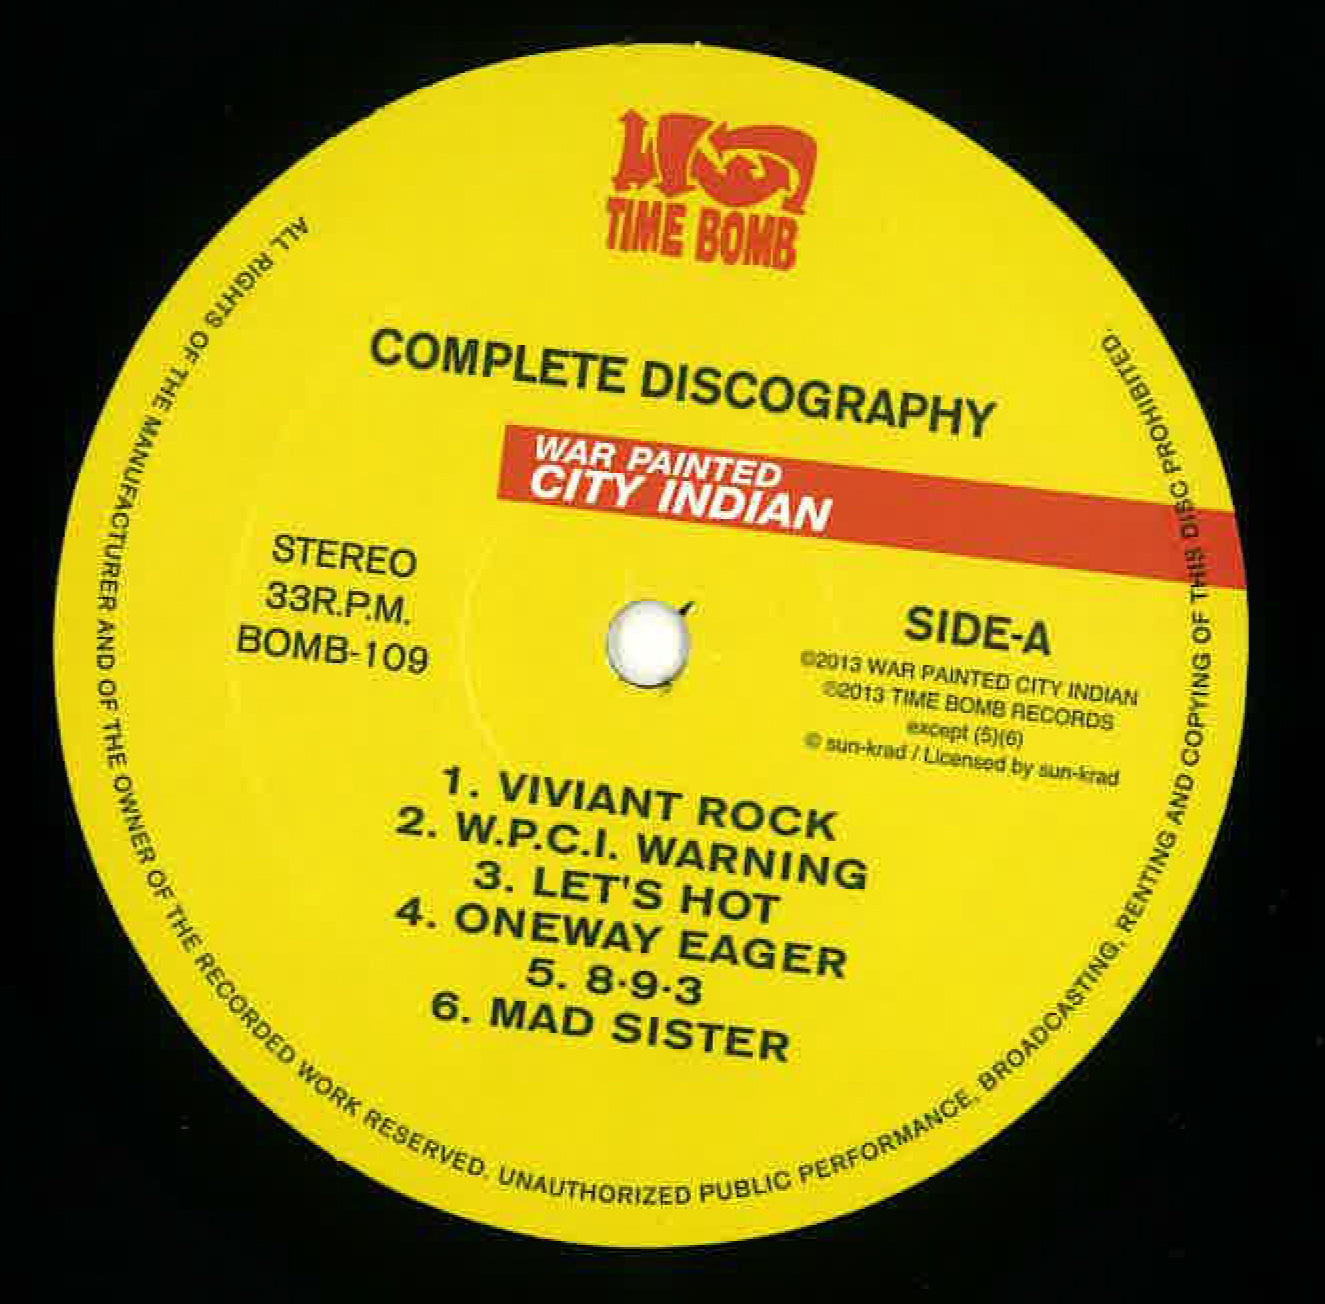 TIME BOMB
COMPLETE DISCOGRAPHY
WAR PAINTED
CITY INDIAN
STEREO
33R.P.M.
BOMB-109
SIDE-A
©2013 WAR PAINTED CITY INDIAN
©2013 TIME BOMB RECORDS
except (5)(6)
© sun-krad / Licensed by sun-krad
1. VIVIANT ROCK
2. W.P.C.I. WARNING
3. LET'S HOT
4. ONEWAY EAGER
5. 8·9·3
6. MAD SISTER
ALL RIGHTS OF THE MANUFACTURER AND OF THE OWNER OF THE RECORDED WORK RESERVED. UNAUTHORIZED PUBLIC PERFORMANCE, BROADCASTING, RENTING AND COPYING OF THIS DISC PROHIBITED.